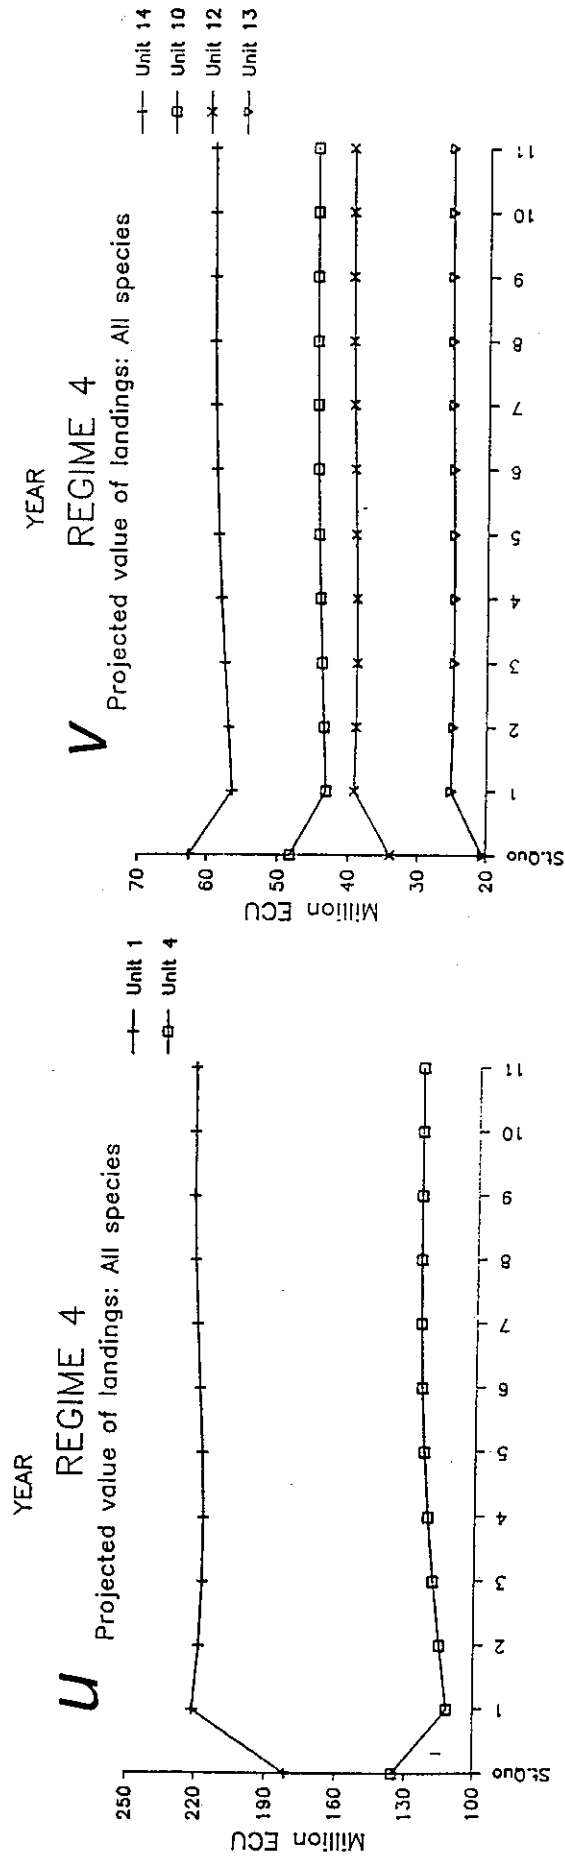 YEAR
u
REGIME 4
Projected value of landings: All species
Unit 1
Unit 4
Million ECU
250
220
190
160
130
100
St.Quo
1
2
3
4
5
6
7
8
9
10
11
YEAR
v
REGIME 4
Projected value of landings: All species
Unit 14
Unit 10
Unit 12
Unit 13
Million ECU
70
60
50
40
30
20
St.Quo
1
2
3
4
5
6
7
8
9
10
11